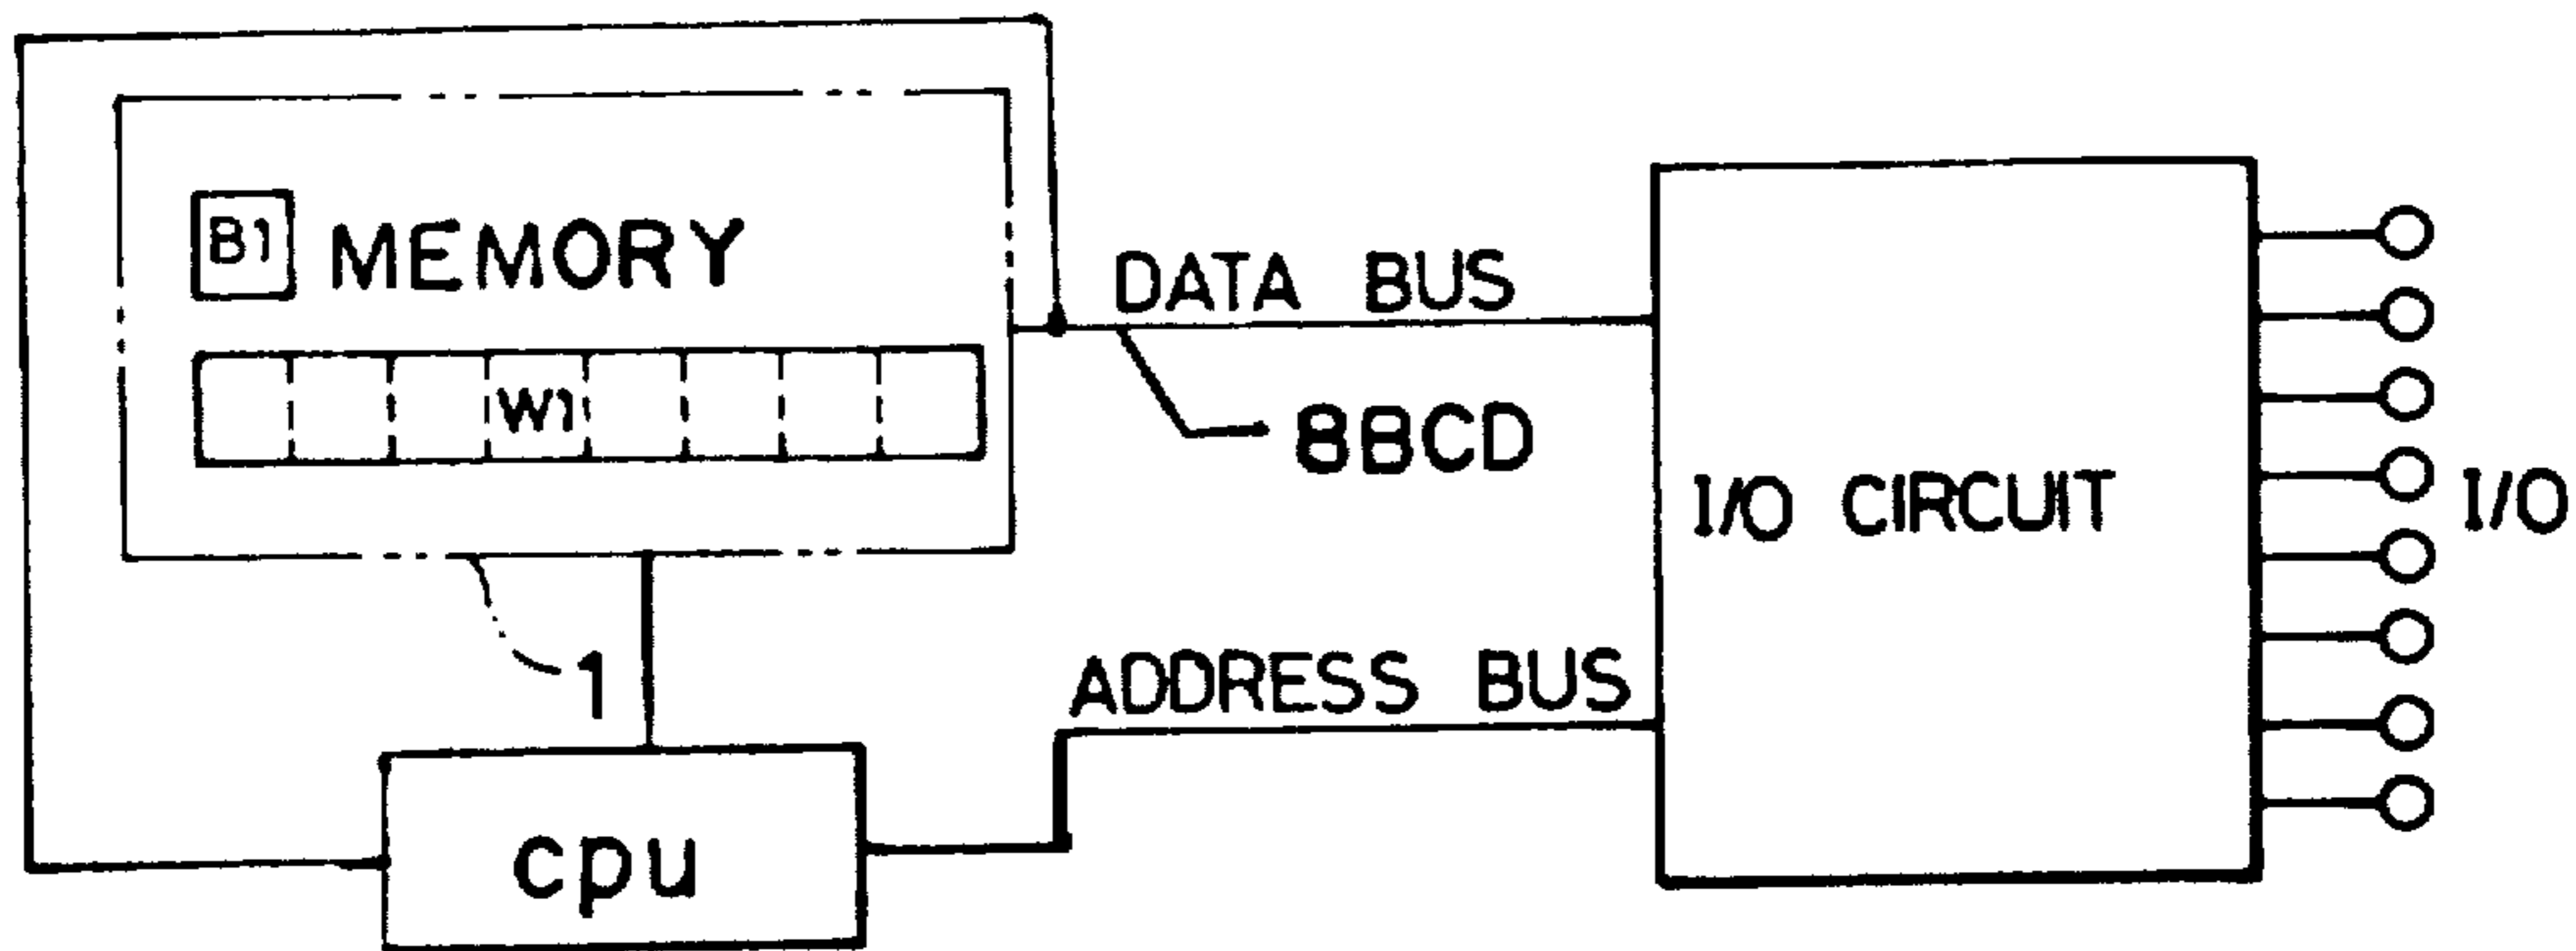 B1 MEMORY
W1
DATA BUS
8BCD
I/O CIRCUIT
I/O
1
ADDRESS BUS
cpu